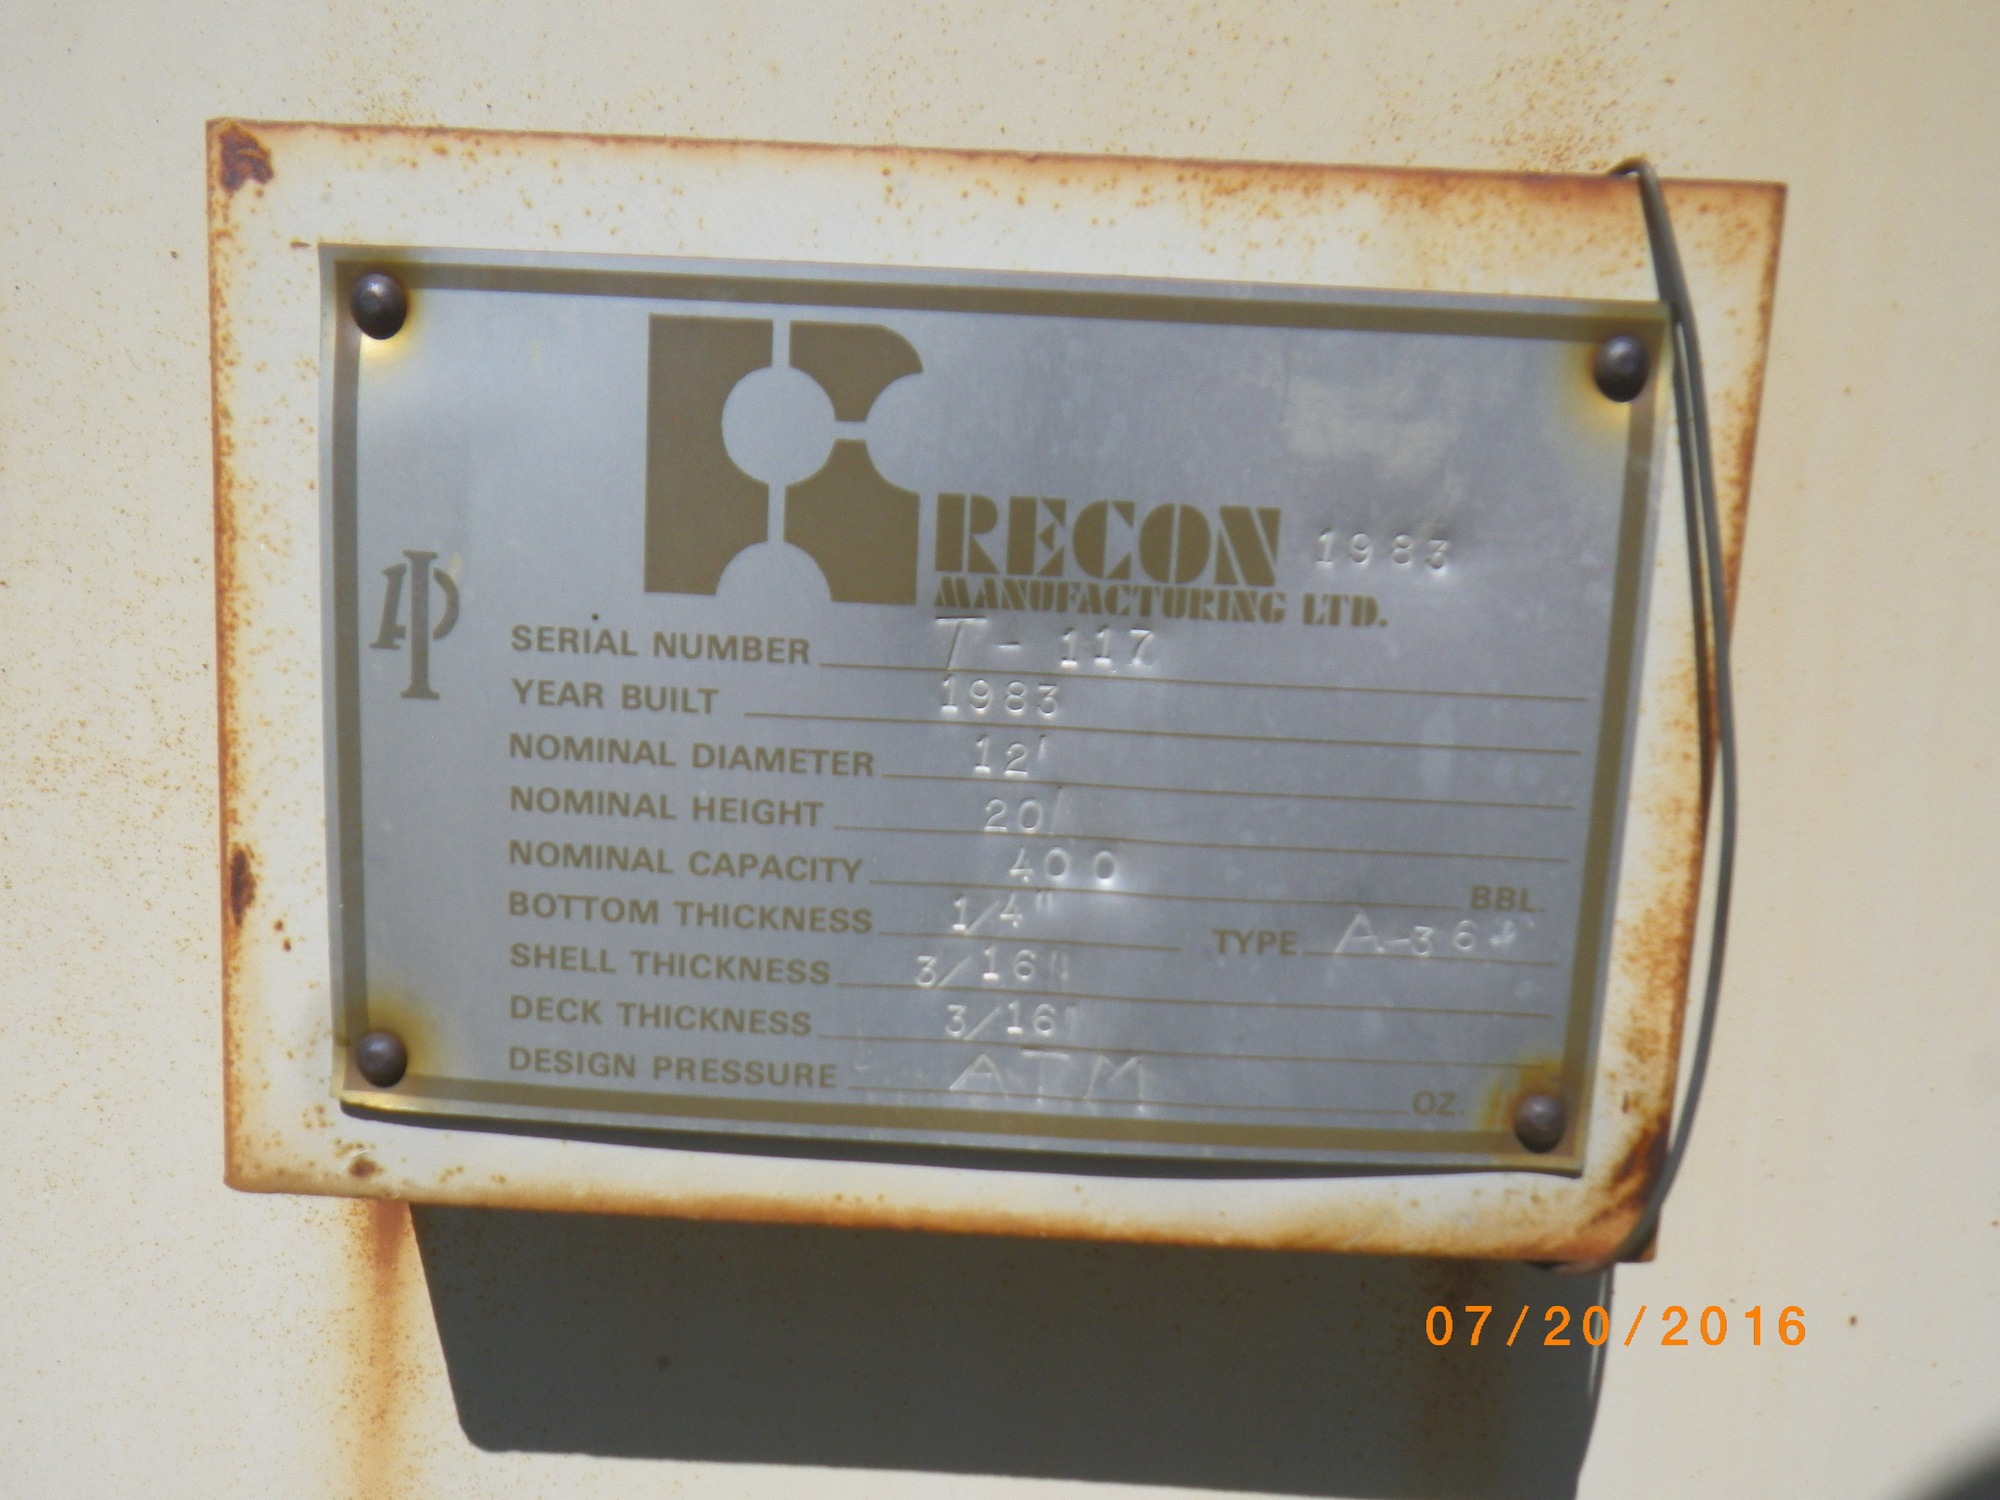 API
RECON 1983
MANUFACTURING LTD.
SERIAL NUMBER T-117
YEAR BUILT 1983
NOMINAL DIAMETER 12'
NOMINAL HEIGHT 20'
NOMINAL CAPACITY 400 BBL.
BOTTOM THICKNESS 1/4" TYPE A-36
SHELL THICKNESS 3/16"
DECK THICKNESS 3/16"
DESIGN PRESSURE ATM OZ.
07/20/2016